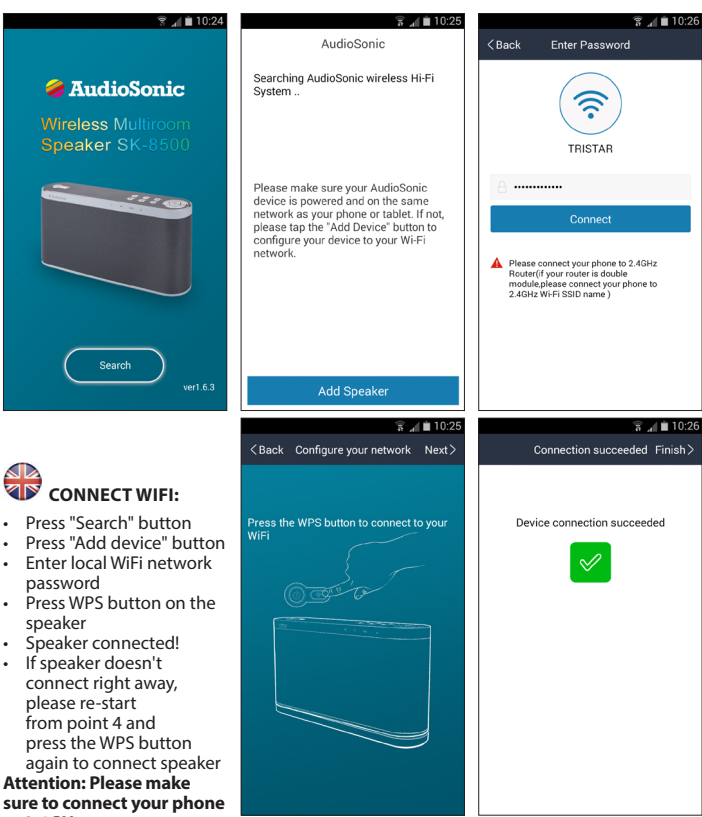 10:24
AudioSonic
Wireless Multiroom
Speaker SK-8500
Search
ver1.6.3
10:25
AudioSonic
Searching AudioSonic wireless Hi-Fi
System ..
Please make sure your AudioSonic
device is powered and on the same
network as your phone or tablet. If not,
please tap the "Add Device" button to
configure your device to your Wi-Fi
network.
Add Speaker
10:26
<Back Enter Password
TRISTAR
•••••••••••••
Connect
Please connect your phone to 2.4GHz
Router(if your router is double
module,please connect your phone to
2.4GHz Wi-Fi SSID name )
CONNECT WIFI:
• Press "Search" button
• Press "Add device" button
• Enter local WiFi network
password
• Press WPS button on the
speaker
• Speaker connected!
• If speaker doesn't
connect right away,
please re-start
from point 4 and
press the WPS button
again to connect speaker
Attention: Please make
sure to connect your phone
10:25
<Back Configure your network Next>
Press the WPS button to connect to your
WiFi
10:26
Connection succeeded Finish>
Device connection succeeded